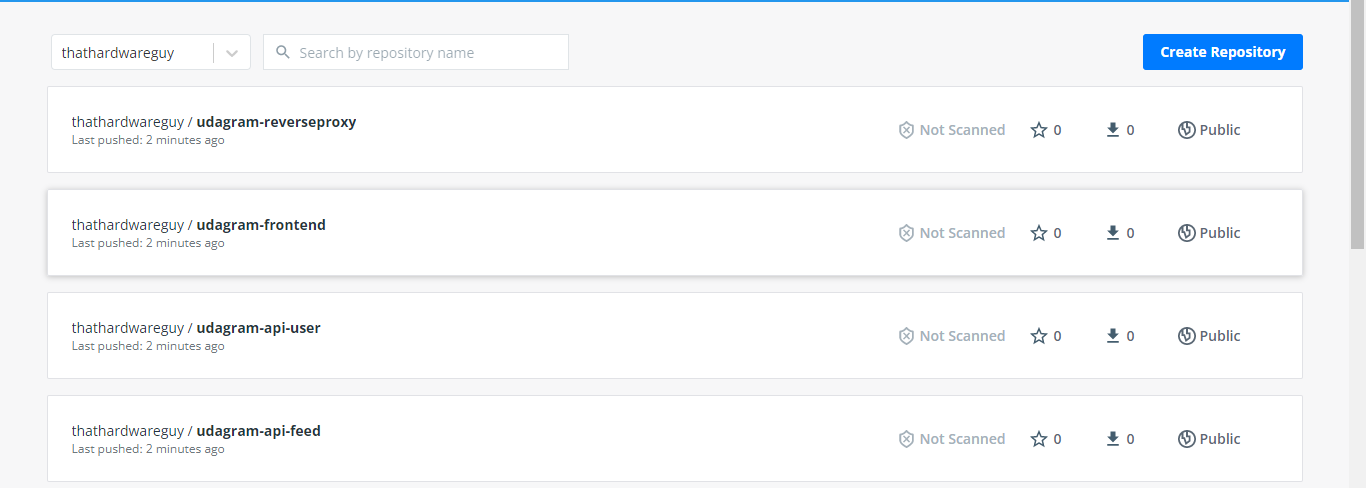 thathardwareguy
Search by repository name
Create Repository
thathardwareguy / udagram-reverseproxy
Last pushed: 2 minutes ago
Not Scanned
0
0
Public
thathardwareguy / udagram-frontend
Last pushed: 2 minutes ago
Not Scanned
0
0
Public
thathardwareguy / udagram-api-user
Last pushed: 2 minutes ago
Not Scanned
0
0
Public
thathardwareguy / udagram-api-feed
Last pushed: 2 minutes ago
Not Scanned
0
0
Public